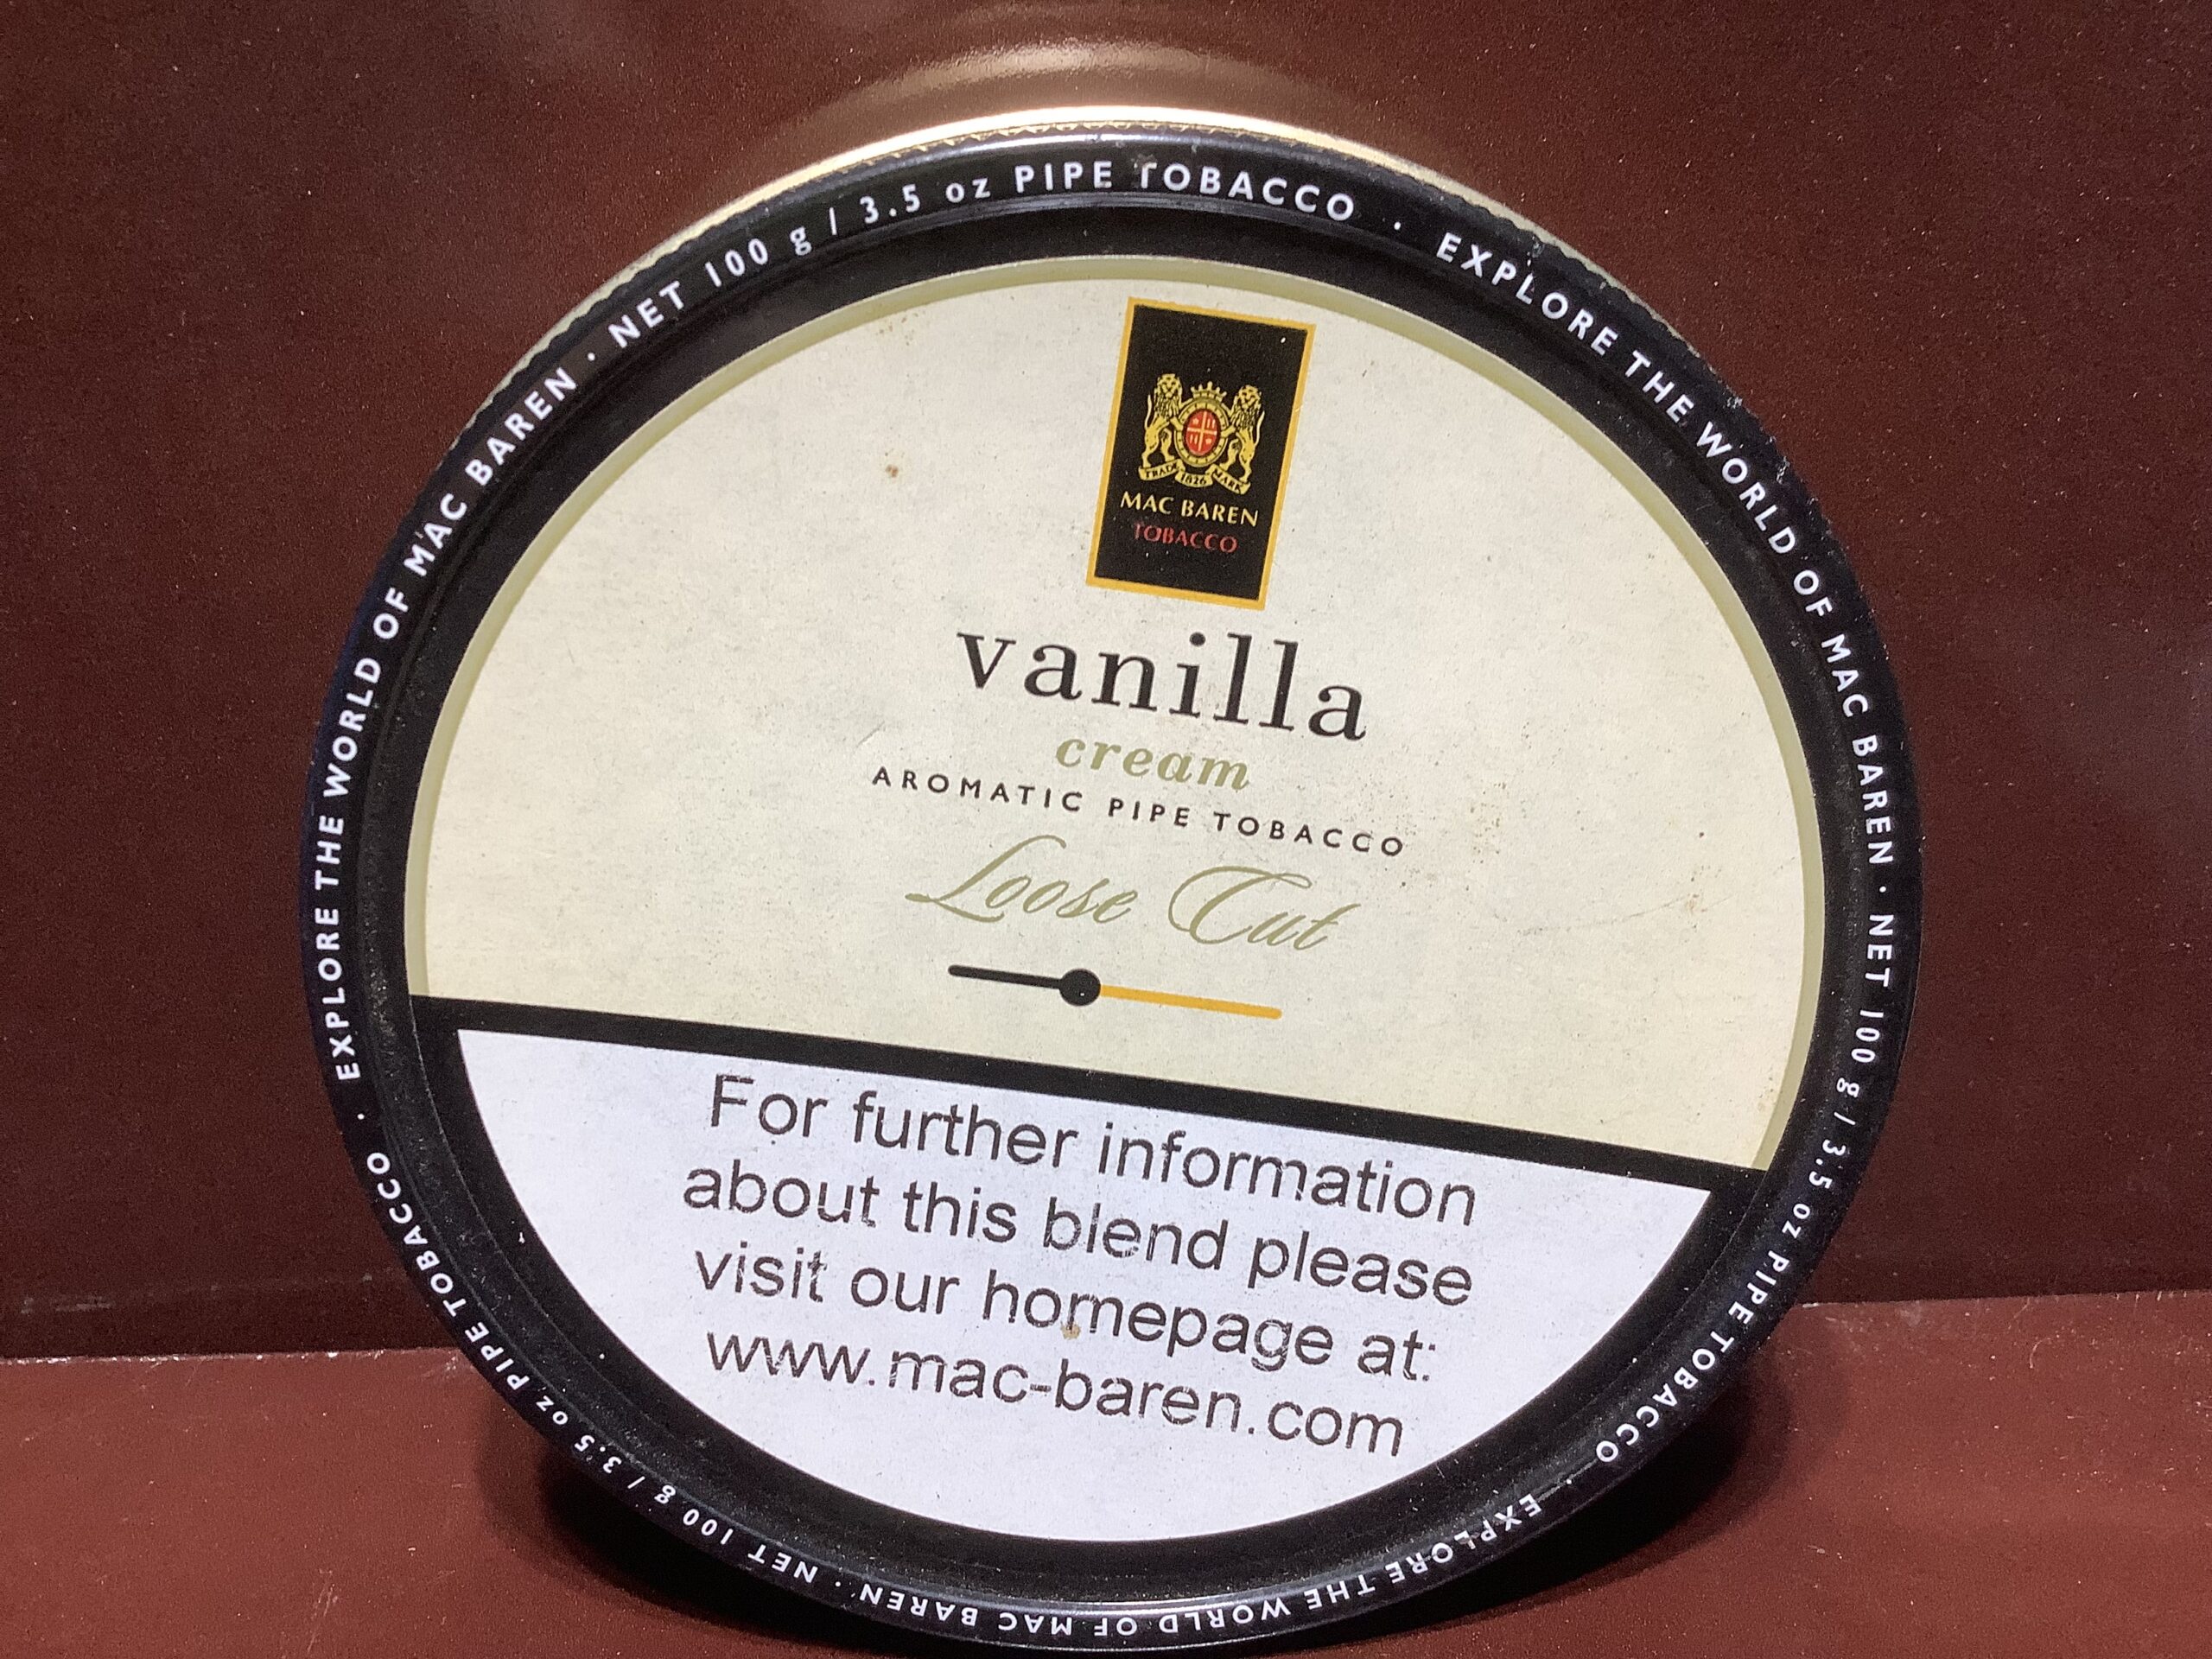 EXPLORE THE WORLD OF MAC BAREN · NET 100 g / 3.5 oz PIPE TOBACCO · EXPLORE THE WORLD OF MAC BAREN · NET 100 g / 3.5 oz PIPE TOBACCO · EXPLORE THE WORLD OF MAC BAREN · NET 100 g / 3.5 oz PIPE TOBACCO ·
TRADE 1826 MARK
MAC BAREN
TOBACCO
vanilla
cream
AROMATIC PIPE TOBACCO
Loose Cut
For further information
about this blend please
visit our homepage at:
www.mac-baren.com